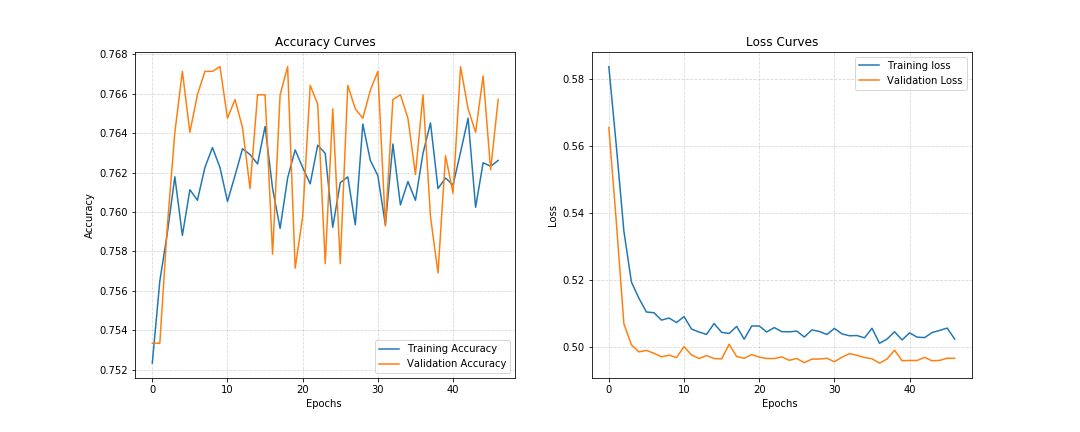 Accuracy Curves
0.768
0.766
0.764
0.762
0.760
0.758
0.756
0.754
0.752
Accuracy
0
10
20
30
40
Epochs
Training Accuracy
Validation Accuracy
Loss Curves
0.58
0.56
0.54
0.52
0.50
Loss
0
10
20
30
40
Epochs
Training loss
Validation Loss